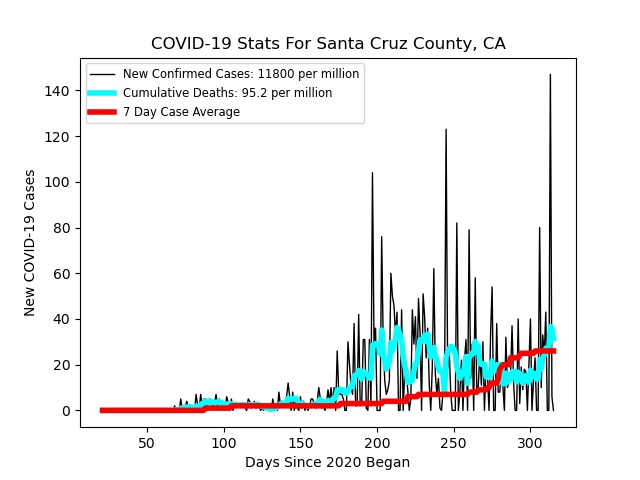 COVID-19 Stats For Santa Cruz County, CA
New Confirmed Cases: 11800 per million
Cumulative Deaths: 95.2 per million
7 Day Case Average
New COVID-19 Cases
140
120
100
80
60
40
20
0
50 100 150 200 250 300
Days Since 2020 Began